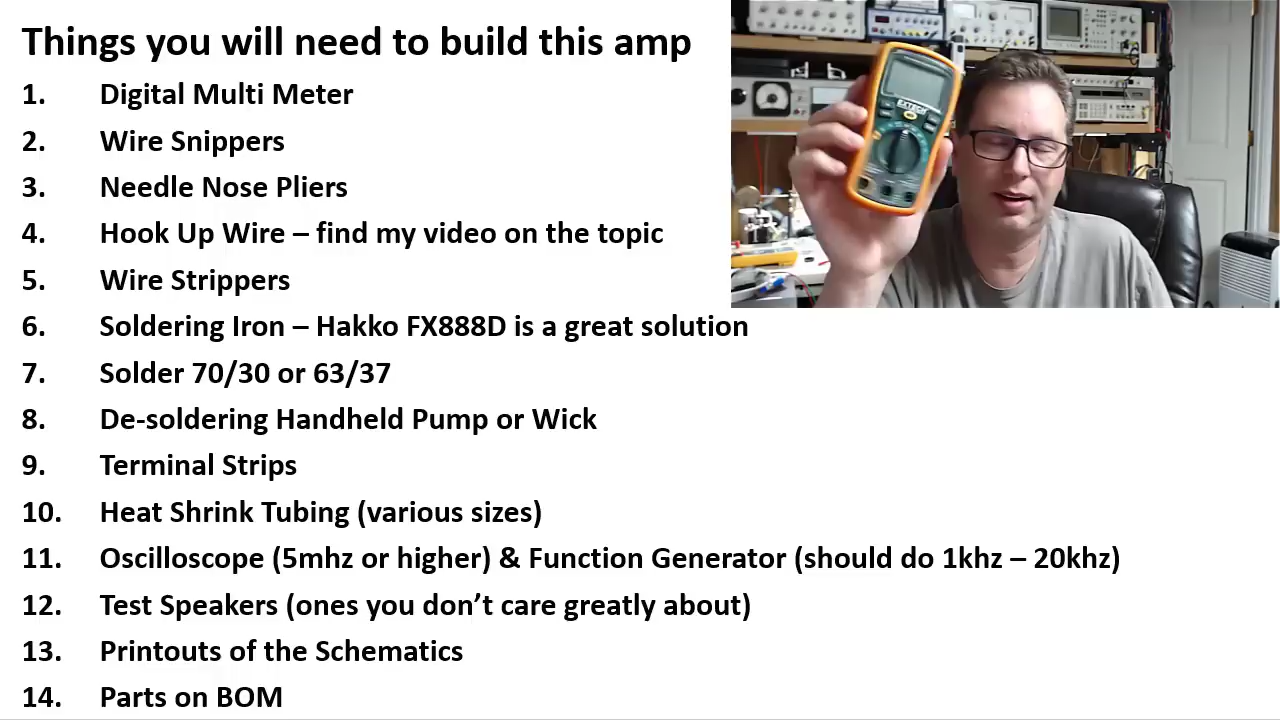 Things you will need to build this amp
1. Digital Multi Meter
2. Wire Snippers
3. Needle Nose Pliers
4. Hook Up Wire – find my video on the topic
5. Wire Strippers
6. Soldering Iron – Hakko FX888D is a great solution
7. Solder 70/30 or 63/37
8. De-soldering Handheld Pump or Wick
9. Terminal Strips
10. Heat Shrink Tubing (various sizes)
11. Oscilloscope (5mhz or higher) & Function Generator (should do 1khz – 20khz)
12. Test Speakers (ones you don’t care greatly about)
13. Printouts of the Schematics
14. Parts on BOM
EXTECH